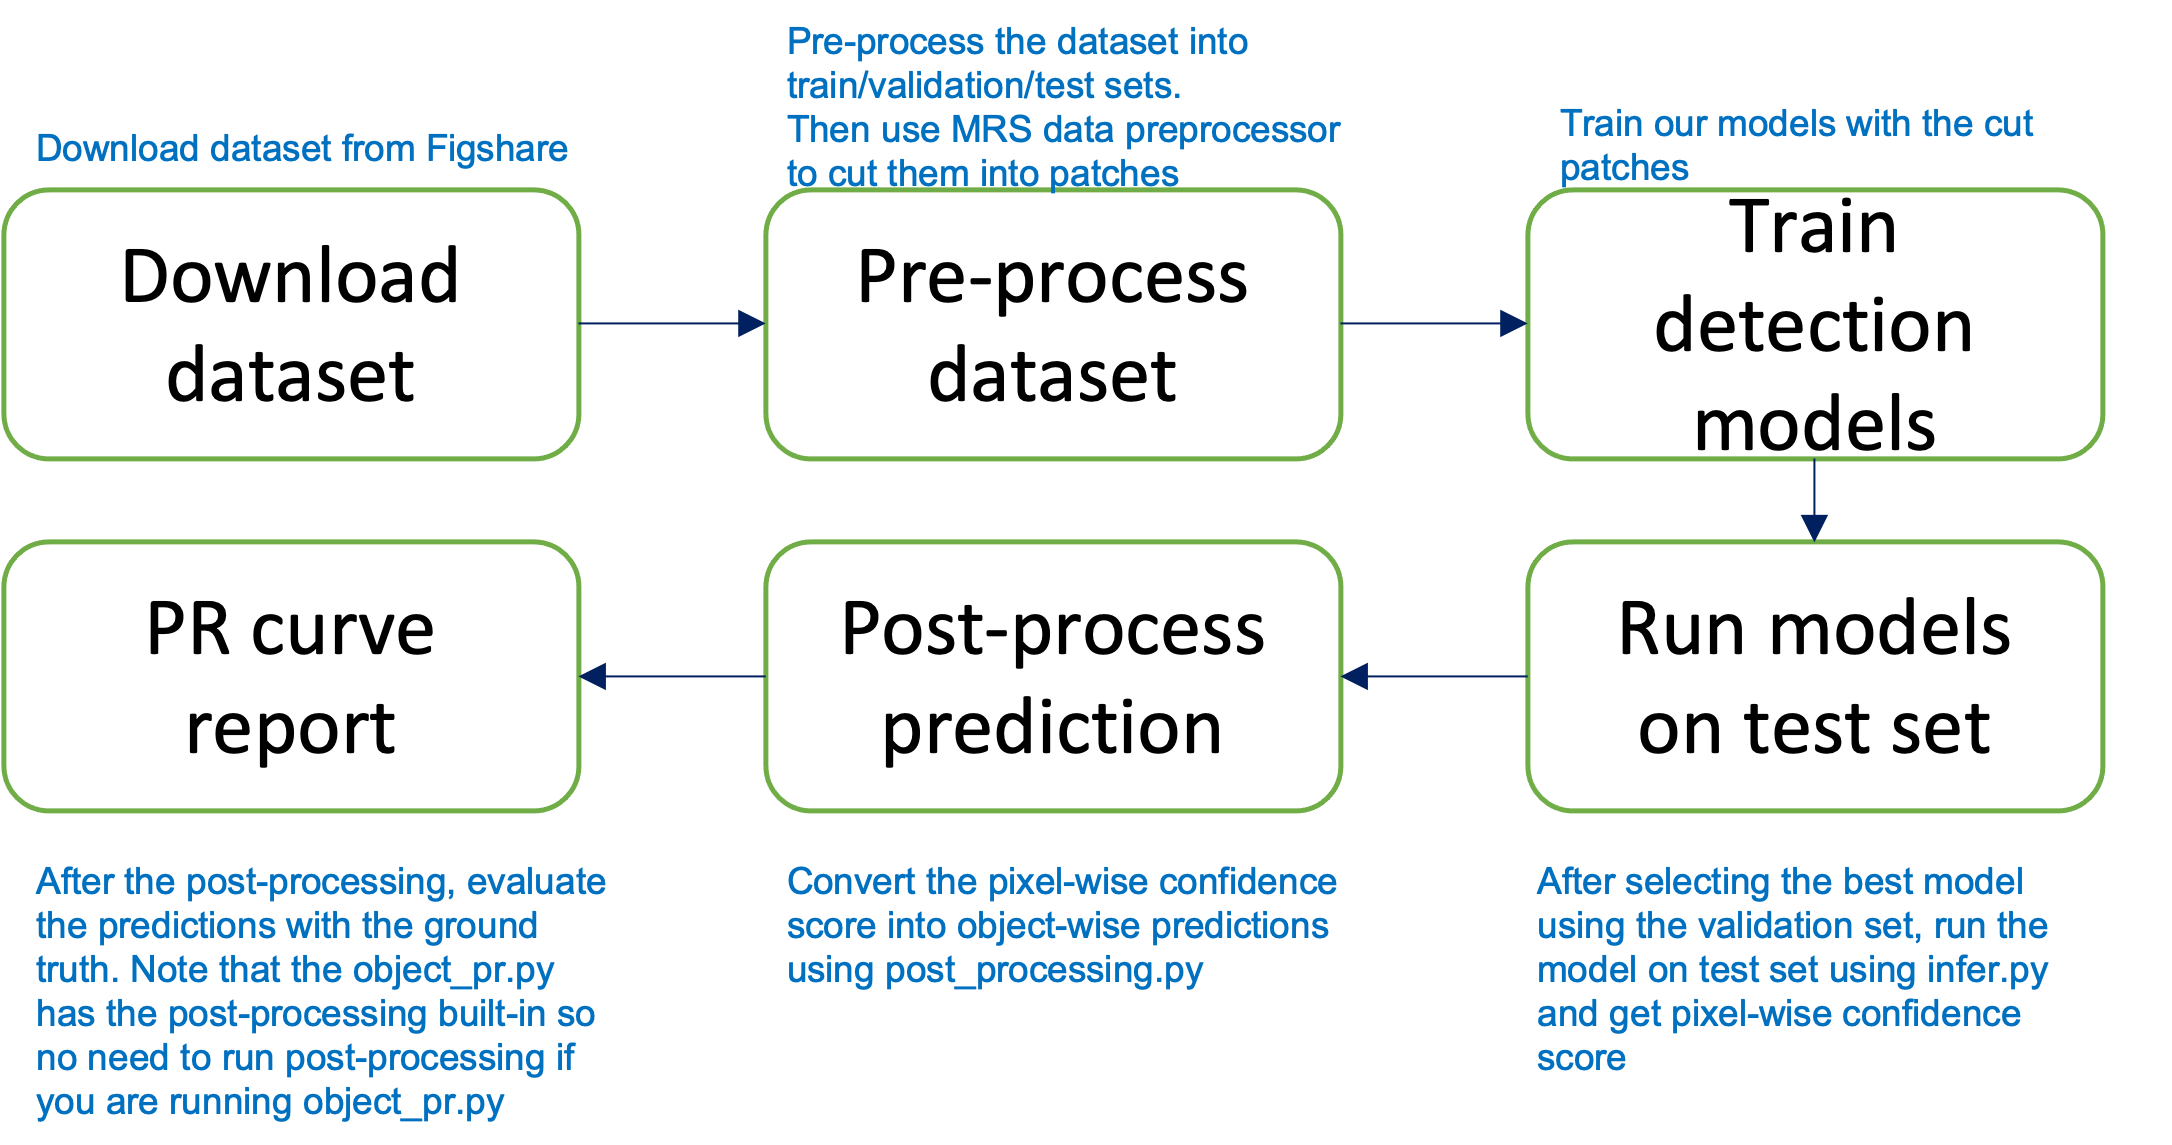 Download dataset from Figshare
Download
dataset
Pre-process the dataset into
train/validation/test sets.
Then use MRS data preprocessor
to cut them into patches
Pre-process
dataset
Train our models with the cut
patches
Train
detection
models
Run models
on test set
After selecting the best model
using the validation set, run the
model on test set using infer.py
and get pixel-wise confidence
score
Post-process
prediction
Convert the pixel-wise confidence
score into object-wise predictions
using post_processing.py
PR curve
report
After the post-processing, evaluate
the predictions with the ground
truth. Note that the object_pr.py
has the post-processing built-in so
no need to run post-processing if
you are running object_pr.py